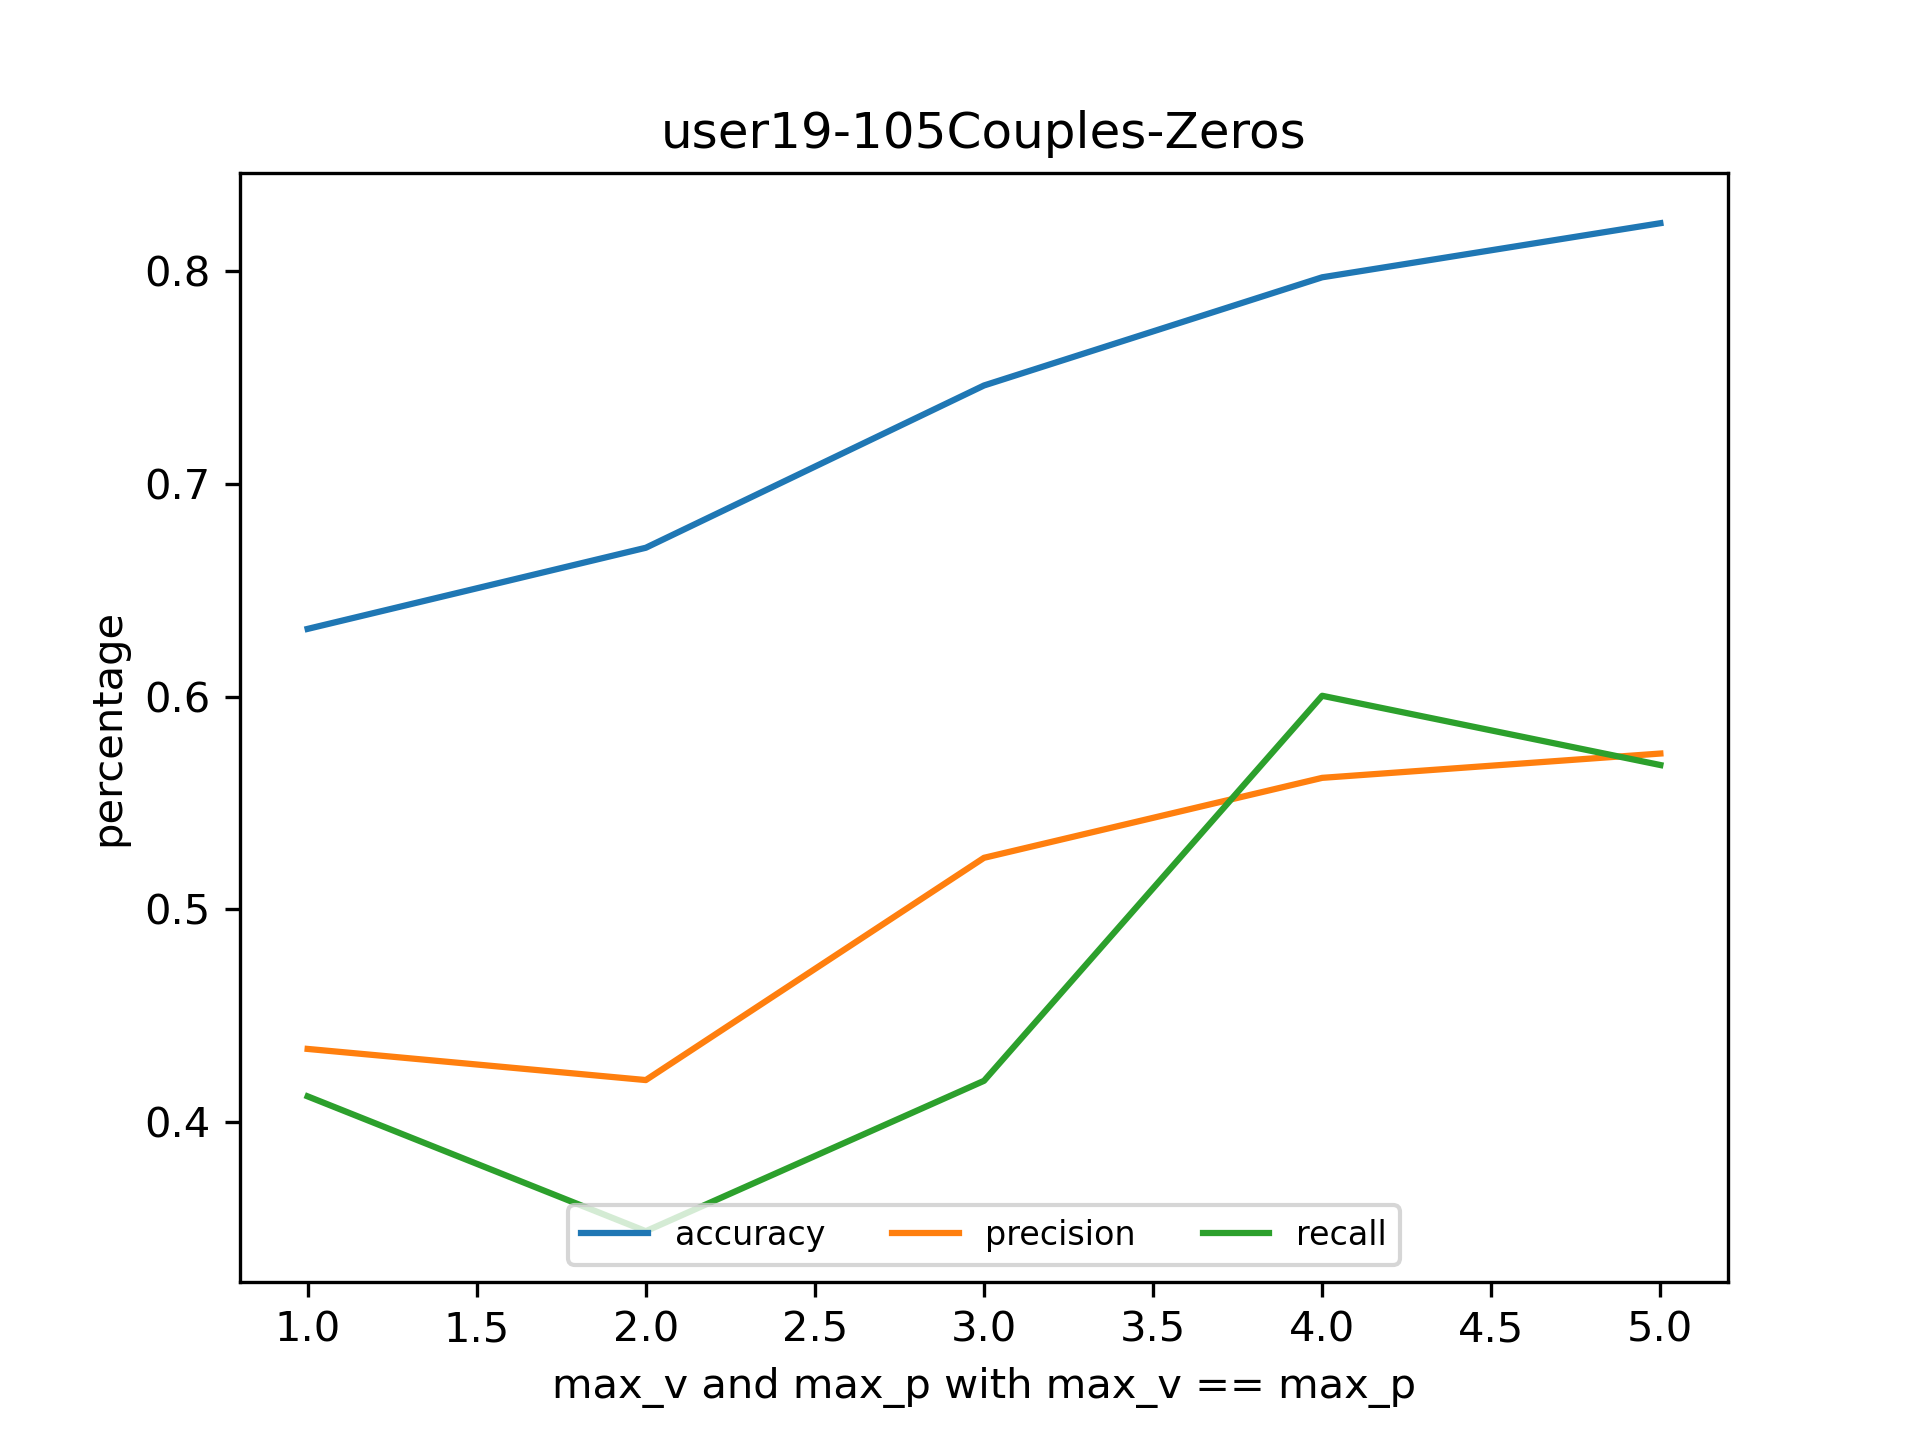 user19-105Couples-Zeros
percentage
0.8
0.7
0.6
0.5
0.4
accuracy precision recall
1.0 1.5 2.0 2.5 3.0 3.5 4.0 4.5 5.0
max_v and max_p with max_v == max_p